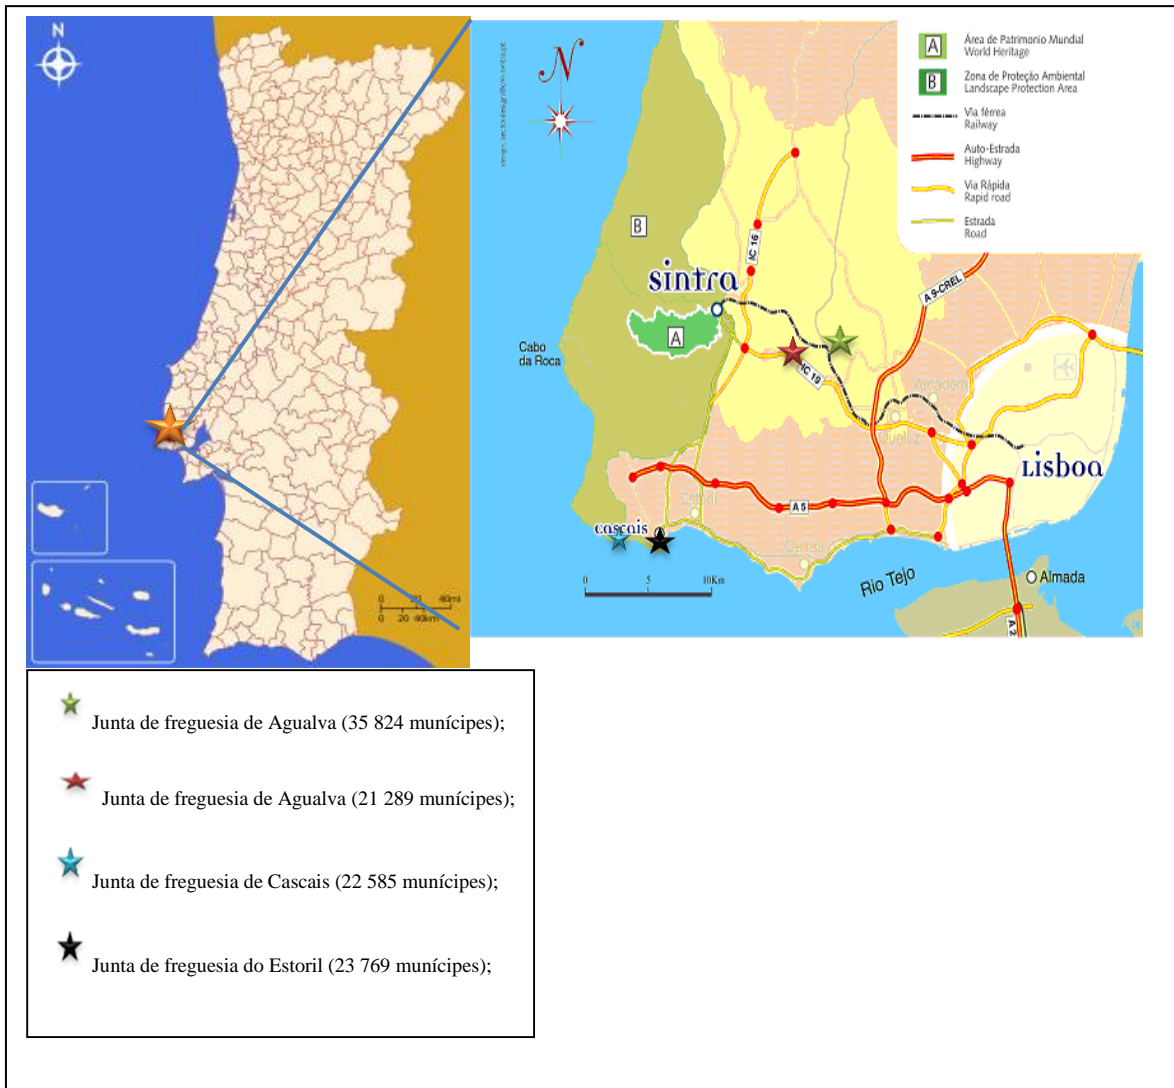 N
0 20 40mi
0 20 40km
N
A
Área de Patrimonio Mundial
World Heritage
B
Zona de Proteção Ambiental
Landscape Protection Area
Via férrea
Railway
Auto-Estrada
Highway
Via Rápida
Rapid road
Estrada
Road
B
IC 16
A 9-CREL
sintra
A
Cabo
da Roca
IC 19
Amadora
Queluz
Lisboa
Estoril
A 5
cascais
Oeiras
0 5 10Km
Rio Tejo
Almada
A 2
Junta de freguesia de Agualva (35 824 munícipes);
Junta de freguesia de Agualva (21 289 munícipes);
Junta de freguesia de Cascais (22 585 munícipes);
Junta de freguesia do Estoril (23 769 munícipes);